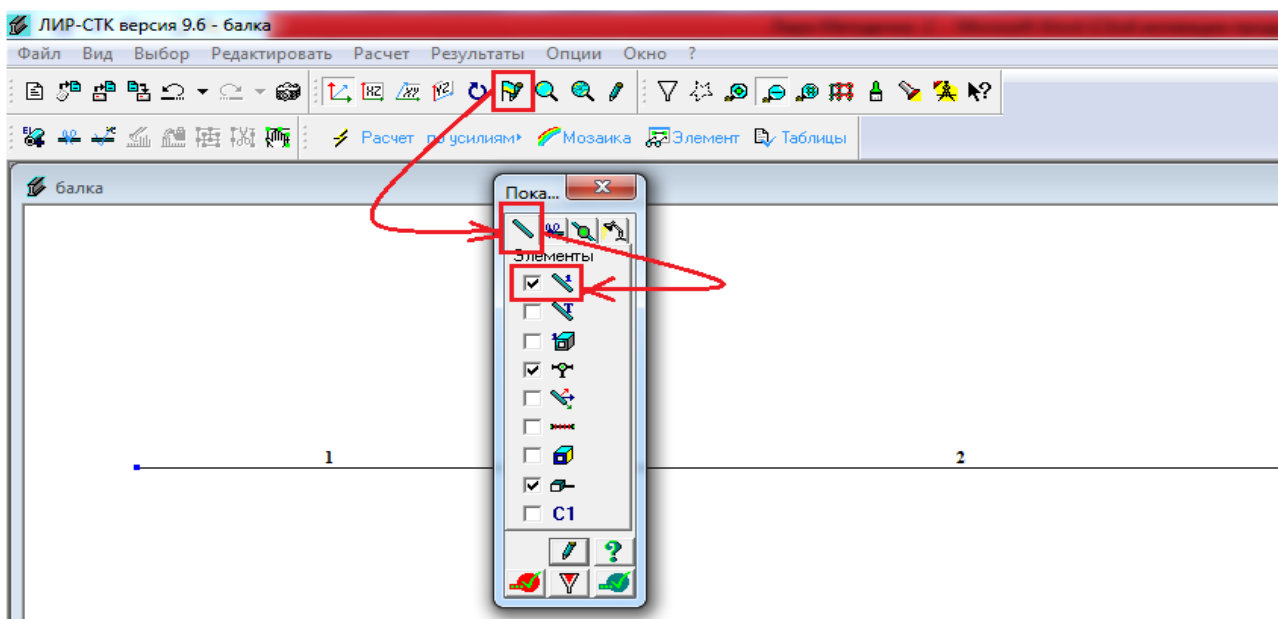 ЛИР-СТК версия 9.6 - балка
Файл Вид Выбор Редактировать Расчет Результаты Опции Окно ?
Расчет по усилиям Мозаика Элемент Таблицы
балка
Пока...
Элементы
1 2
C1